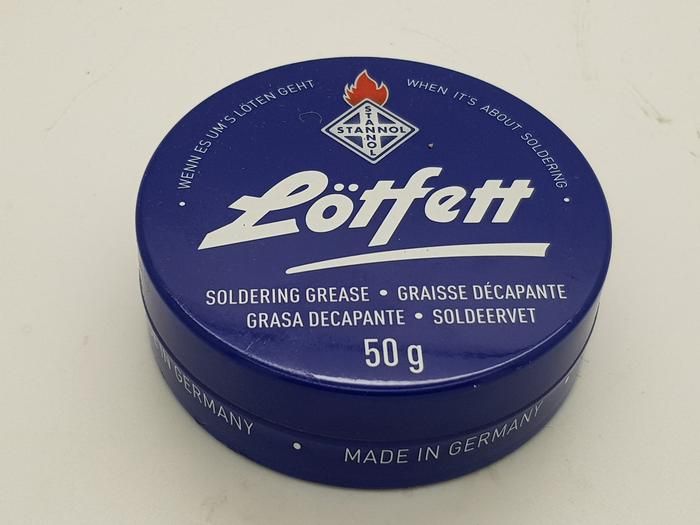 WENN ES UM'S LÖTEN GEHT
WHEN IT'S ABOUT SOLDERING
STANNOL
STANNOL
Lötfett
SOLDERING GREASE • GRAISSE DÉCAPANTE
GRASA DECAPANTE • SOLDEERVET
50 g
IN GERMANY • MADE IN GERMANY •